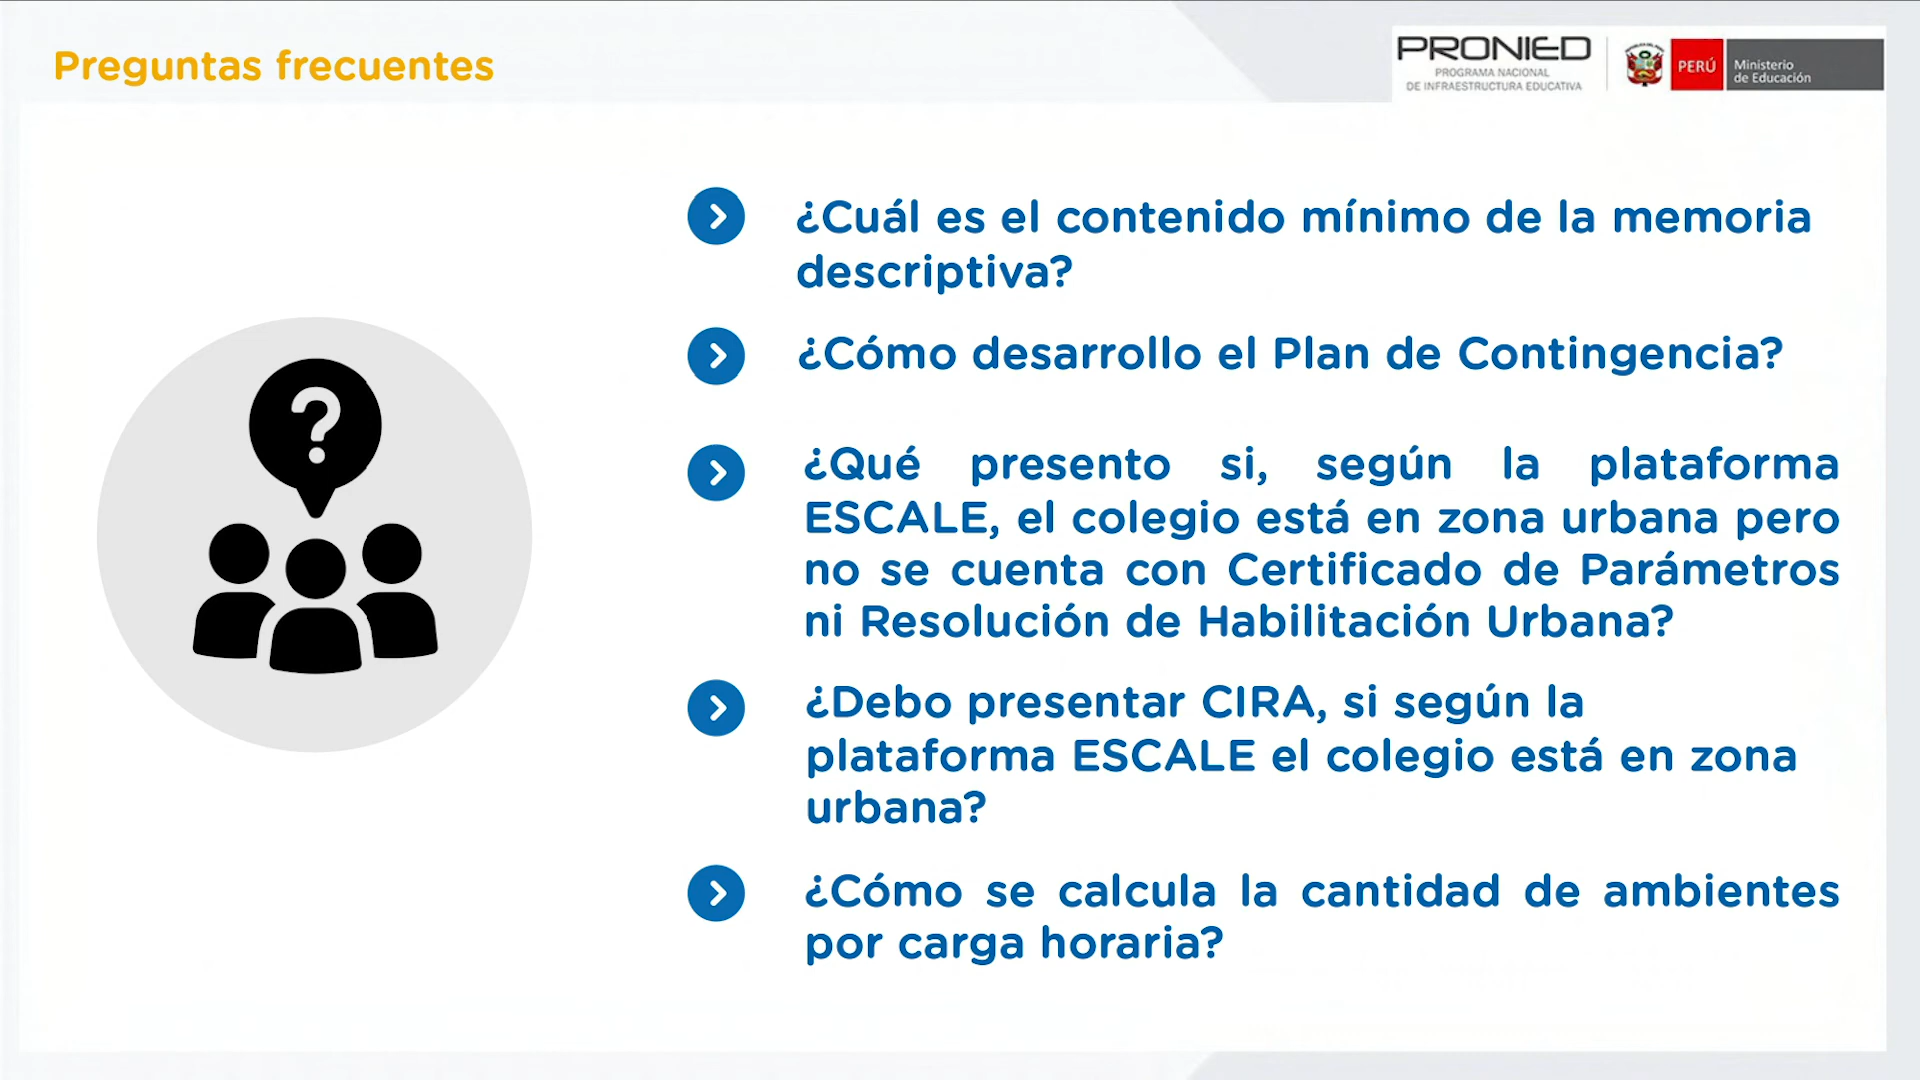 Preguntas frecuentes
PRONIED
PROGRAMA NACIONAL
DE INFRAESTRUCTURA EDUCATIVA
PERÚ
Ministerio
de Educación
¿Cuál es el contenido mínimo de la memoria
descriptiva?
¿Cómo desarrollo el Plan de Contingencia?
¿Qué presento si, según la plataforma
ESCALE, el colegio está en zona urbana pero
no se cuenta con Certificado de Parámetros
ni Resolución de Habilitación Urbana?
¿Debo presentar CIRA, si según la
plataforma ESCALE el colegio está en zona
urbana?
¿Cómo se calcula la cantidad de ambientes
por carga horaria?
?